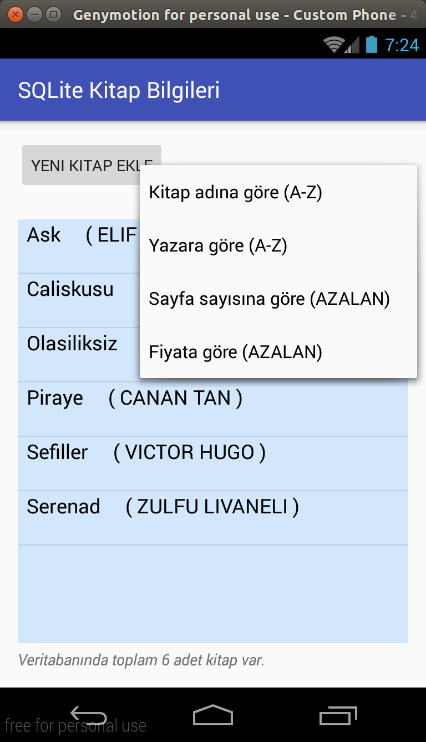 Genymotion for personal use - Custom Phone - 4
7:24
SQLite Kitap Bilgileri
YENI KITAP EKLE
Kitap adına göre (A-Z)
Yazara göre (A-Z)
Sayfa sayısına göre (AZALAN)
Fiyata göre (AZALAN)
Ask ( ELIF
Caliskusu
Olasiliksiz
Piraye ( CANAN TAN )
Sefiller ( VICTOR HUGO )
Serenad ( ZULFU LIVANELI )
Veritabanında toplam 6 adet kitap var.
free for personal use